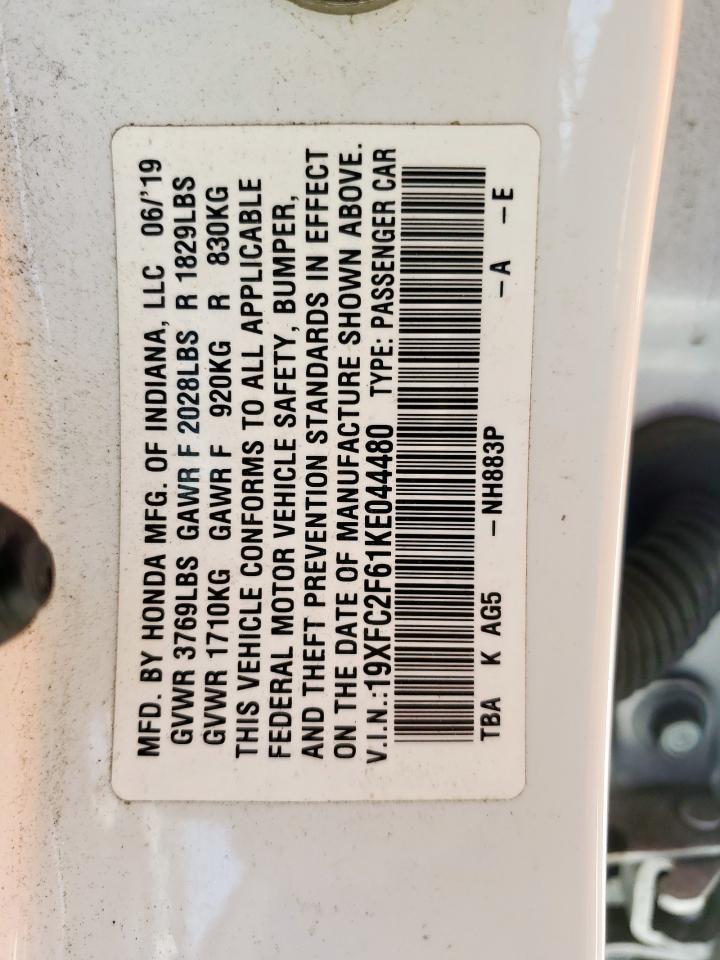 MFD. BY HONDA MFG. OF INDIANA, LLC 06/'19
GVWR 3769LBS GAWR F 2028LBS R 1829LBS
GVWR 1710KG GAWR F 920KG R 830KG
THIS VEHICLE CONFORMS TO ALL APPLICABLE
FEDERAL MOTOR VEHICLE SAFETY, BUMPER,
AND THEFT PREVENTION STANDARDS IN EFFECT
ON THE DATE OF MANUFACTURE SHOWN ABOVE.
V.I.N.:19XFC2F61KE044480 TYPE: PASSENGER CAR
TBA K AG5 -NH883P -A -E